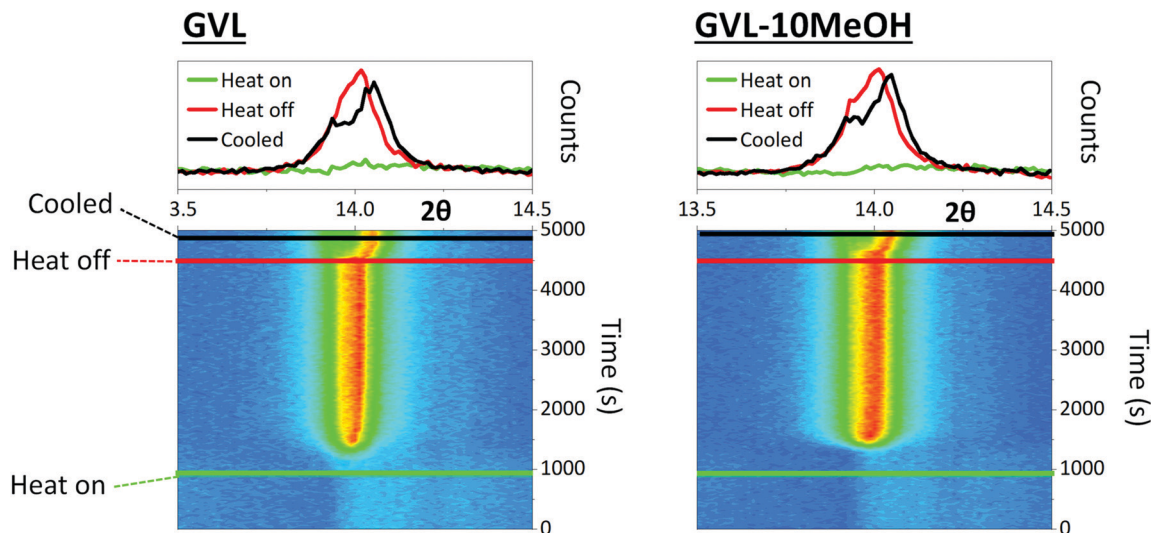 GVL
GVL-10MeOH
Heat on
Heat off
Cooled
Counts
3.5
14.0
2θ
14.5
Heat on
Heat off
Cooled
Counts
13.5
14.0
2θ
14.5
Cooled
Heat off
Heat on
5000
4000
3000
2000
1000
0
Time (s)
5000
4000
3000
2000
1000
0
Time (s)